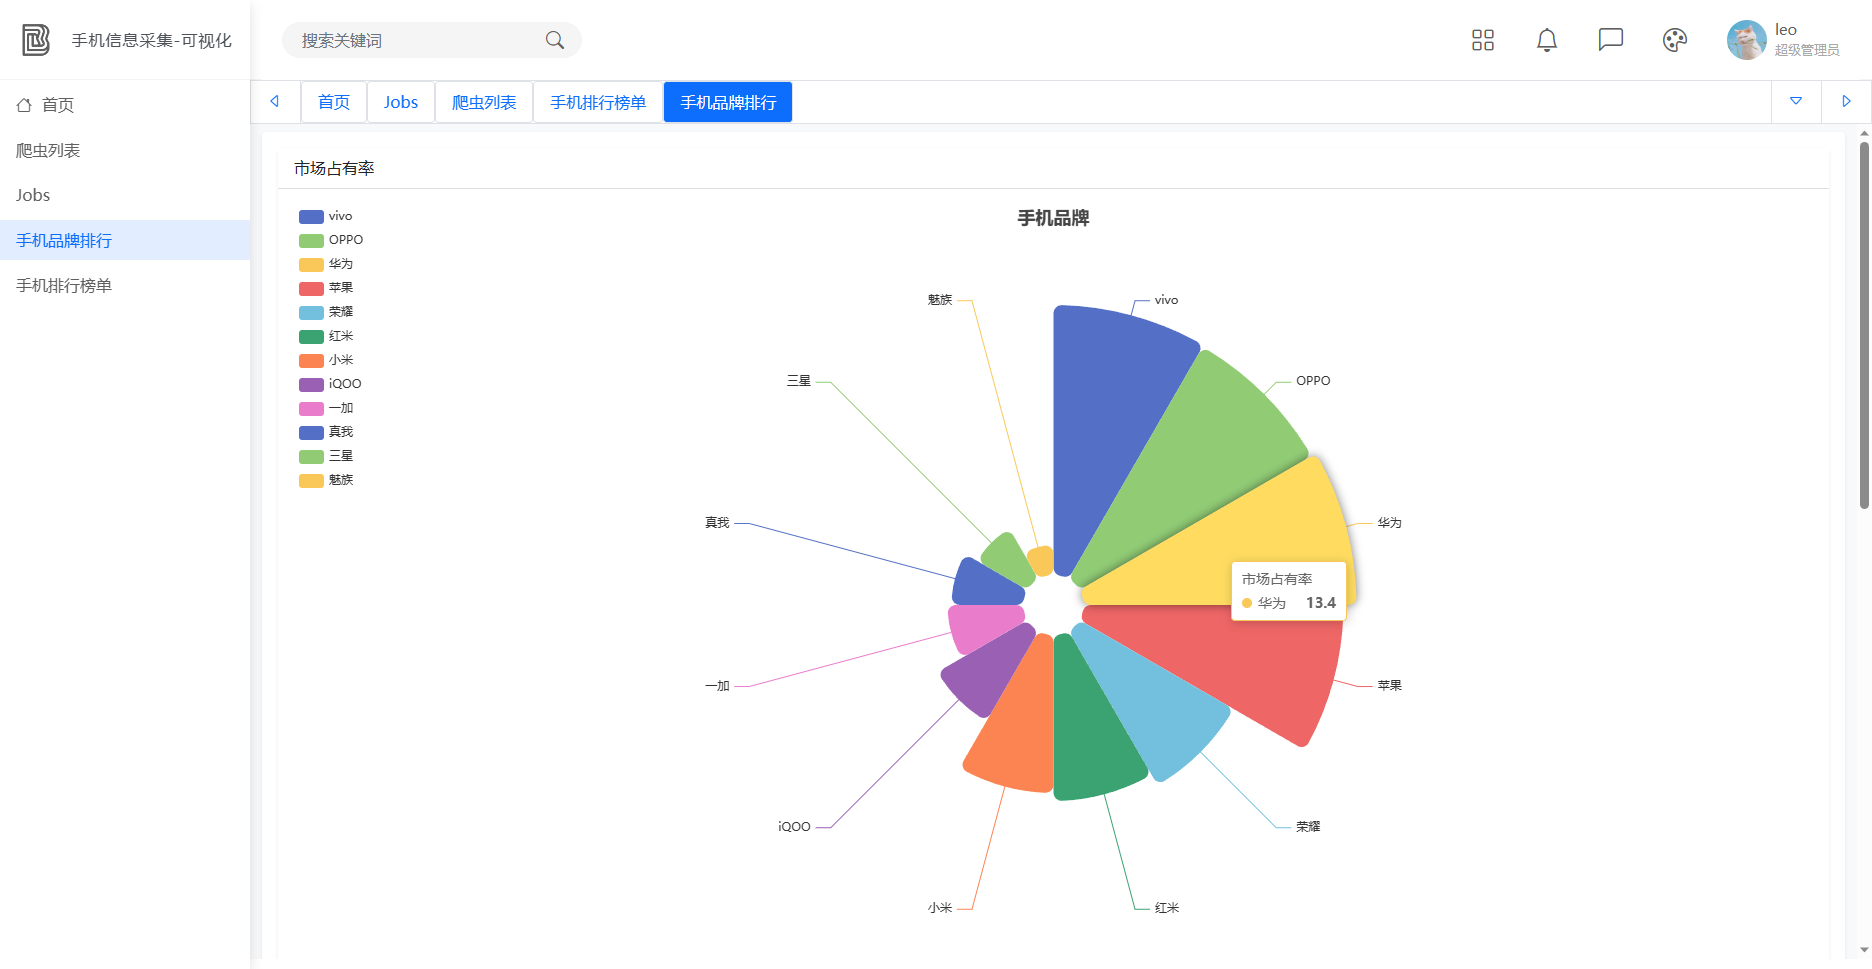 手机信息采集-可视化
搜索关键词
leo
超级管理员
首页
爬虫列表
Jobs
手机品牌排行
手机排行榜单
首页
Jobs
爬虫列表
手机排行榜单
手机品牌排行
市场占有率
手机品牌
vivo
OPPO
华为
苹果
荣耀
红米
小米
iQOO
一加
真我
三星
魅族
魅族
vivo
三星
OPPO
真我
华为
市场占有率
华为 13.4
一加
苹果
iQOO
荣耀
小米
红米